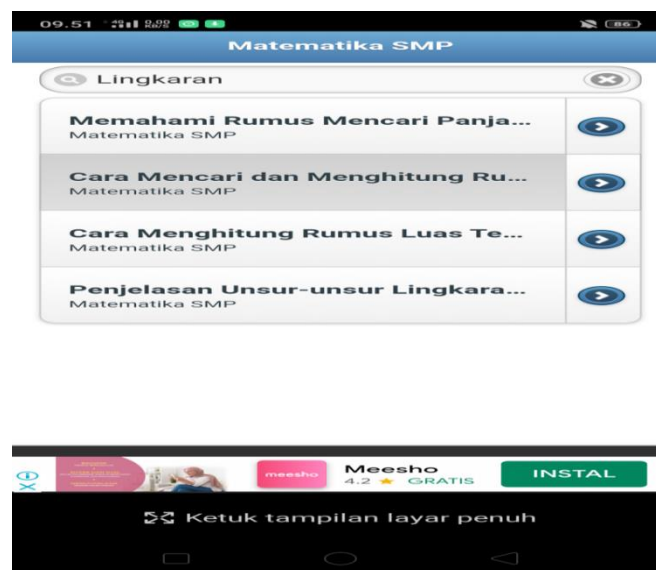 09.51
Matematika SMP
Lingkaran
Memahami Rumus Mencari Panja...
Matematika SMP
Cara Mencari dan Menghitung Ru...
Matematika SMP
Cara Menghitung Rumus Luas Te...
Matematika SMP
Penjelasan Unsur-unsur Lingkara...
Matematika SMP
meesho
Meesho
4.2 ★ GRATIS
INSTAL
Ketuk tampilan layar penuh